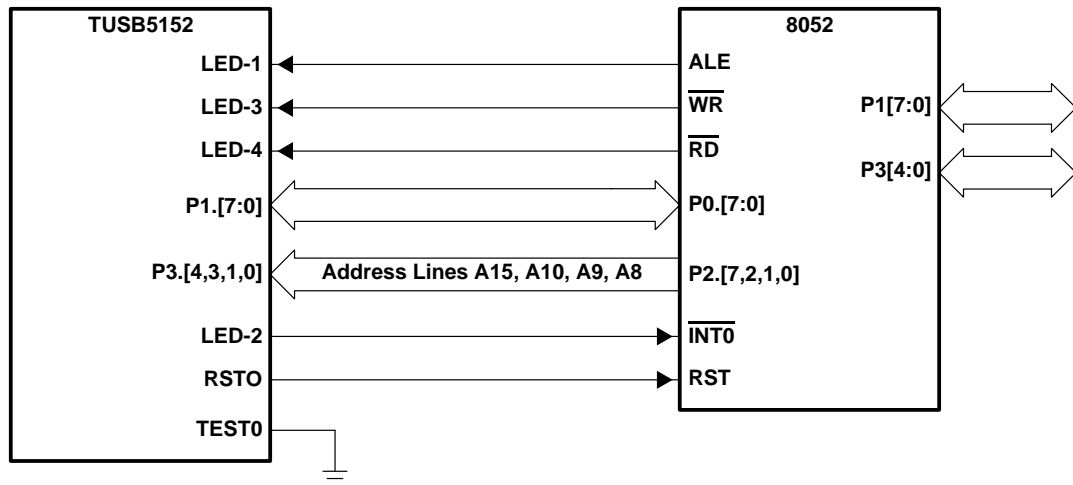 TUSB5152
LED-1
LED-3
LED-4
P1.[7:0]
P3.[4,3,1,0]
LED-2
RSTO
TEST0
Address Lines A15, A10, A9, A8
8052
ALE
WR
RD
P0.[7:0]
P2.[7,2,1,0]
INT0
RST
P1[7:0]
P3[4:0]